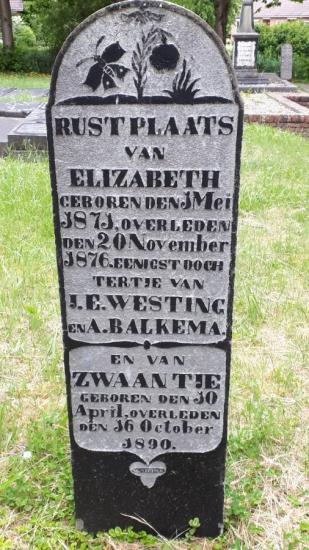 RUSTPLAATS
VAN
ELIZABETH
GEBOREN DEN 1 Mei
1871, OVERLEDEN
DEN 20 November
1876. EENIGST DOCH
TERTJE VAN
J.E. WESTING
EN A. BALKEMA.
EN VAN
ZWAANTJE
GEBOREN DEN 10
April, OVERLEDEN
DEN 16 October
1890.